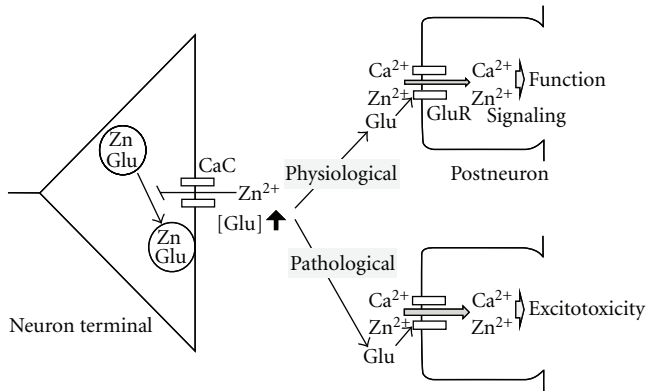 Zn
Glu
Zn
Glu
Neuron terminal
CaC
Zn²⁺
[Glu]
Physiological
Pathological
Ca²⁺
Zn²⁺
Glu
GluR
Ca²⁺
Zn²⁺
Function
Signaling
Postneuron
Ca²⁺
Zn²⁺
Glu
Ca²⁺
Zn²⁺
Excitotoxicity